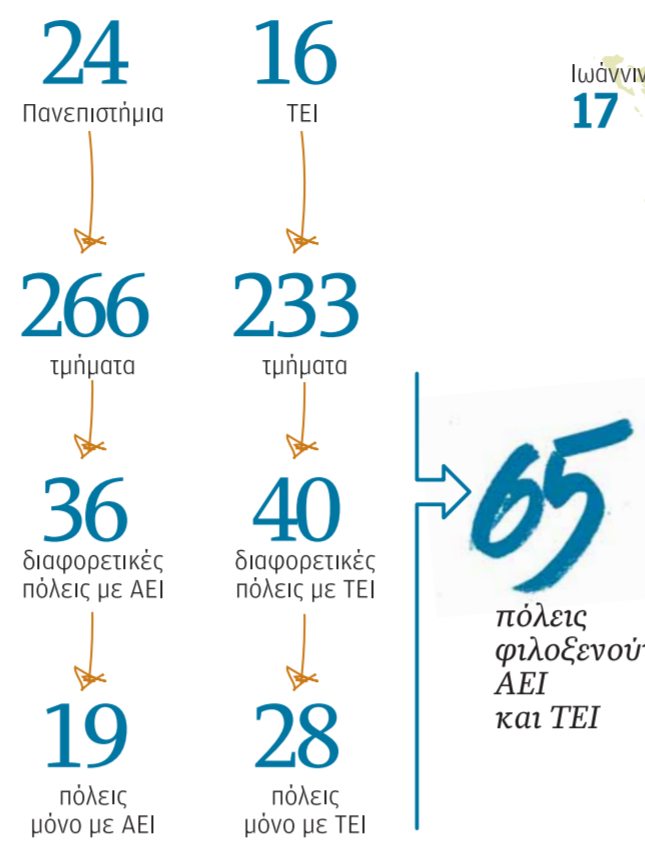 24
Πανεπιστήμια
266
τμήματα
36
διαφορετικές
πόλεις με ΑΕΙ
19
πόλεις
μόνο με ΑΕΙ
16
ΤΕΙ
233
τμήματα
40
διαφορετικές
πόλεις με ΤΕΙ
28
πόλεις
μόνο με ΤΕΙ
65
πόλεις
ΑΕΙ
και ΤΕΙ
17